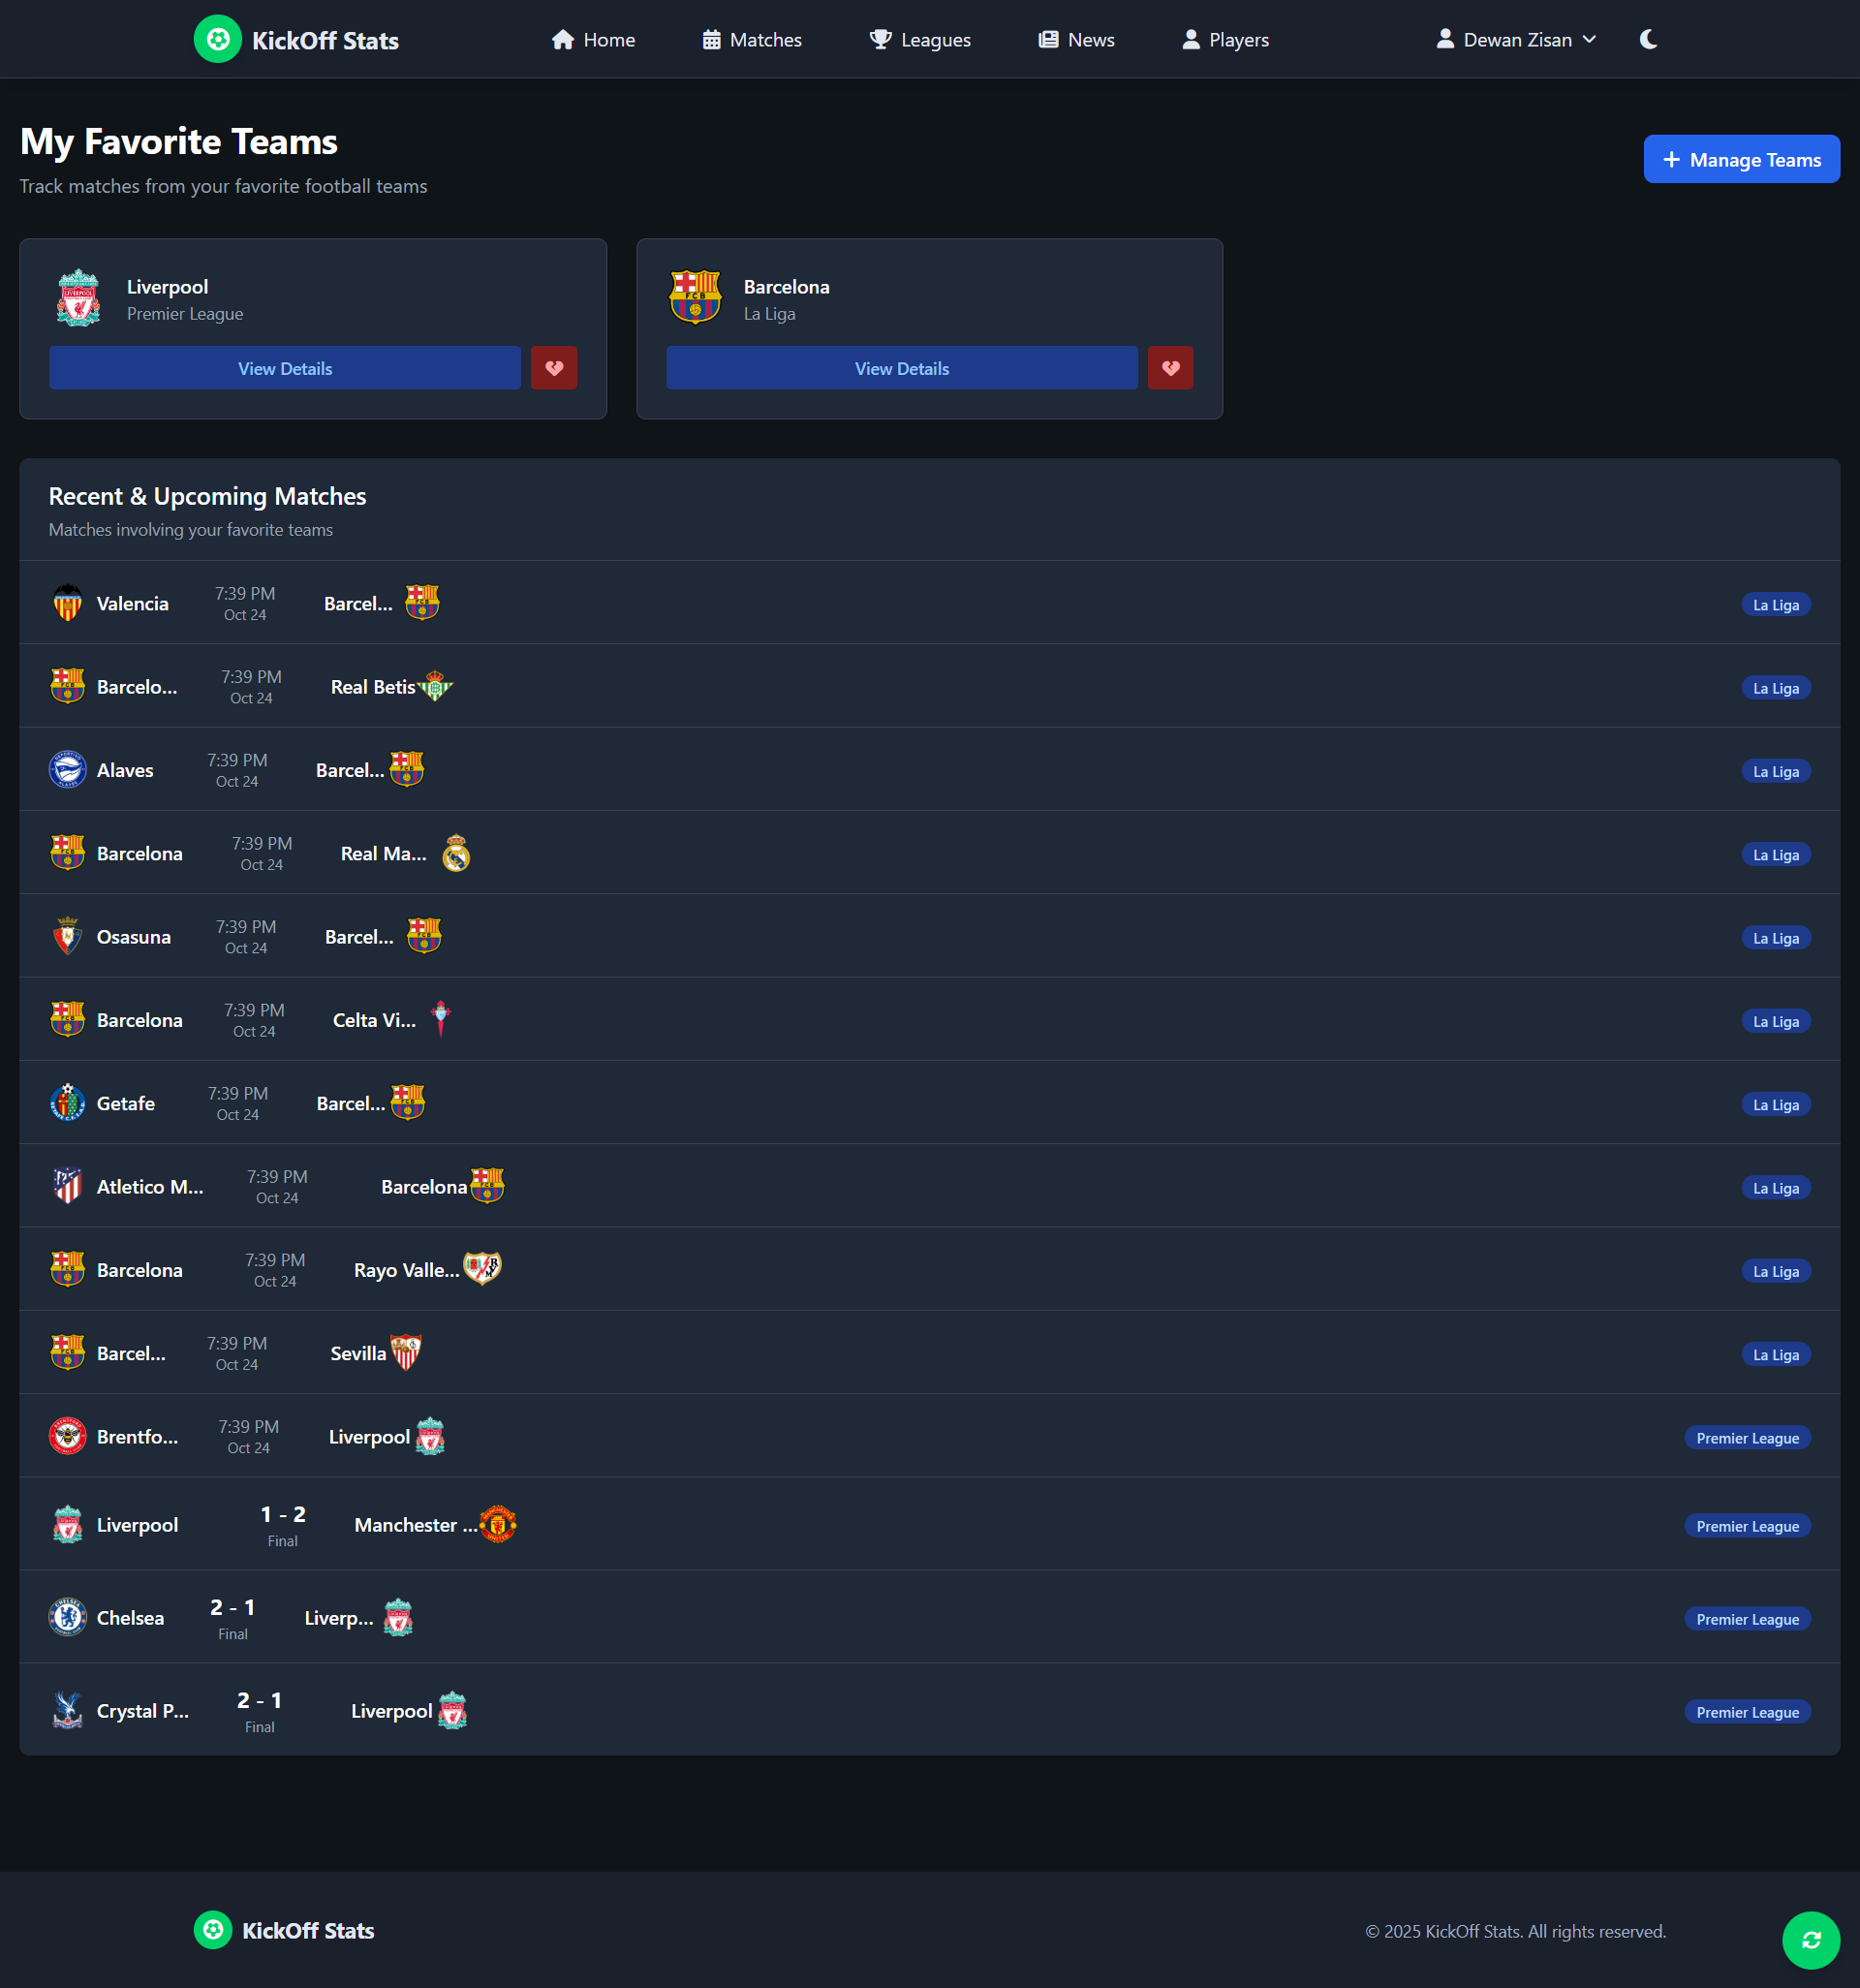 KickOff Stats Home Matches Leagues News Players Dewan Zisan
My Favorite Teams
Track matches from your favorite football teams
Manage Teams
Liverpool
Premier League
View Details
Barcelona
La Liga
View Details
Recent & Upcoming Matches
Matches involving your favorite teams
Valencia 7:39 PM Barcel... La Liga
Oct 24
Barcelo... 7:39 PM Real Betis La Liga
Oct 24
Alaves 7:39 PM Barcel... La Liga
Oct 24
Barcelona 7:39 PM Real Ma... La Liga
Oct 24
Osasuna 7:39 PM Barcel... La Liga
Oct 24
Barcelona 7:39 PM Celta Vi... La Liga
Oct 24
Getafe 7:39 PM Barcel... La Liga
Oct 24
Atletico M... 7:39 PM Barcelona La Liga
Oct 24
Barcelona 7:39 PM Rayo Valle... La Liga
Oct 24
Barcel... 7:39 PM Sevilla La Liga
Oct 24
Brentfo... 7:39 PM Liverpool Premier League
Oct 24
Liverpool 1 - 2 Manchester ... Premier League
Final
Chelsea 2 - 1 Liverp... Premier League
Final
Crystal P... 2 - 1 Liverpool Premier League
Final
KickOff Stats © 2025 KickOff Stats. All rights reserved.